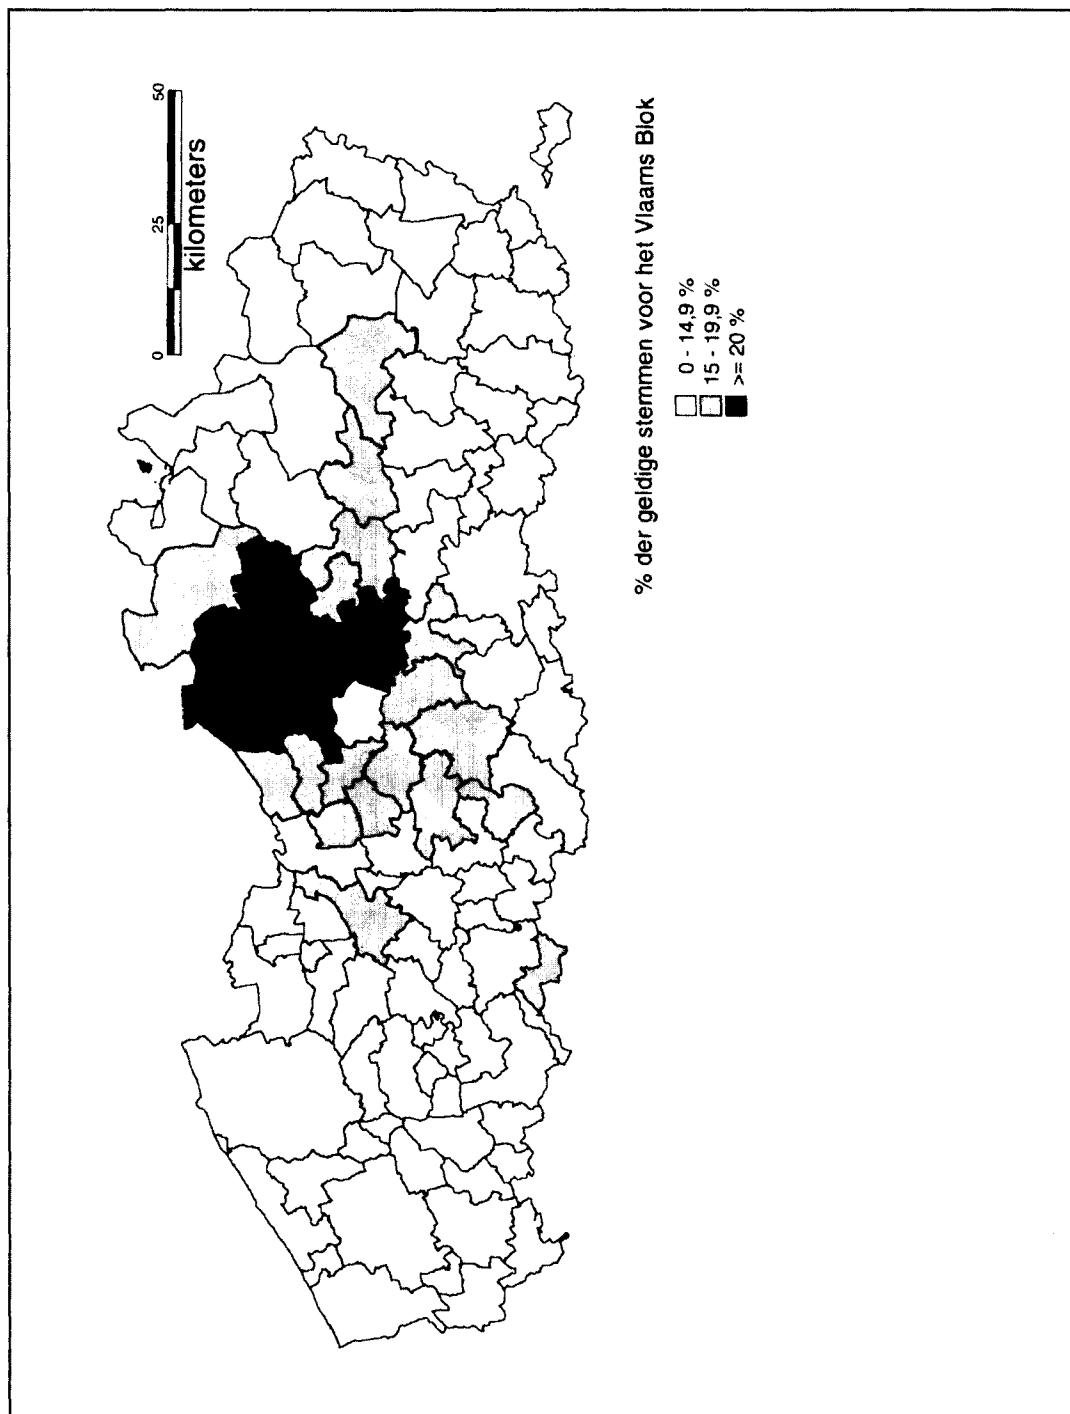 0 25 50
kilometers
% der geldige stemmen voor het Vlaams Blok
0 - 14,9 %
15 - 19,9 %
>= 20 %